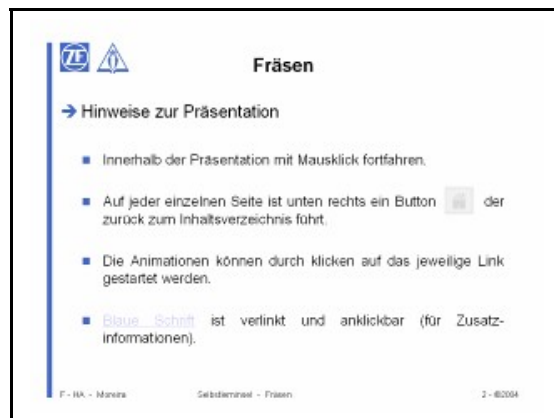 ZF
Fräsen
➔ Hinweise zur Präsentation
■ Innerhalb der Präsentation mit Mausklick fortfahren.
■ Auf jeder einzelnen Seite ist unten rechts ein Button der
zurück zum Inhaltsverzeichnis führt.
■ Die Animationen können durch klicken auf das jeweilige Link
gestartet werden.
■ Blaue Schrift ist verlinkt und anklickbar (für Zusatz-
informationen).
F - HA - Moreira Selbstlerninsel - Fräsen 2 - ©2004